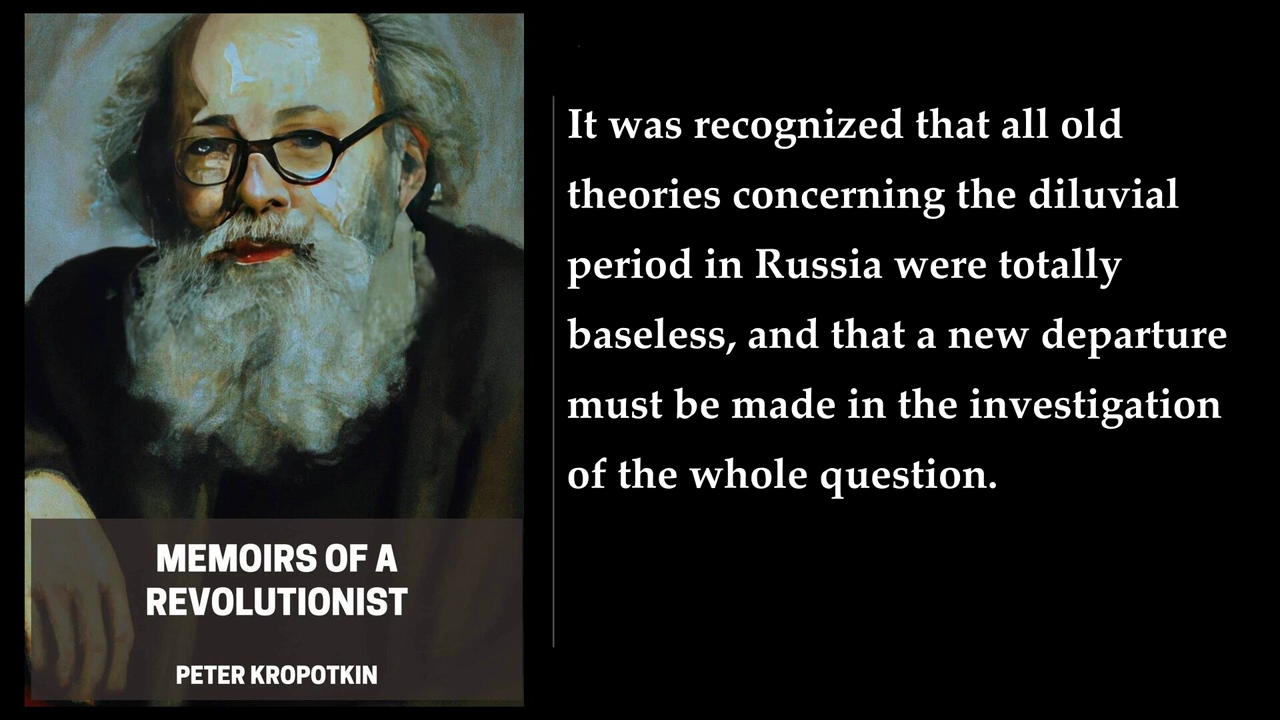 It was recognized that all old
theories concerning the diluvial
period in Russia were totally
baseless, and that a new departure
must be made in the investigation
of the whole question.
MEMOIRS OF A
REVOLUTIONIST
PETER KROPOTKIN